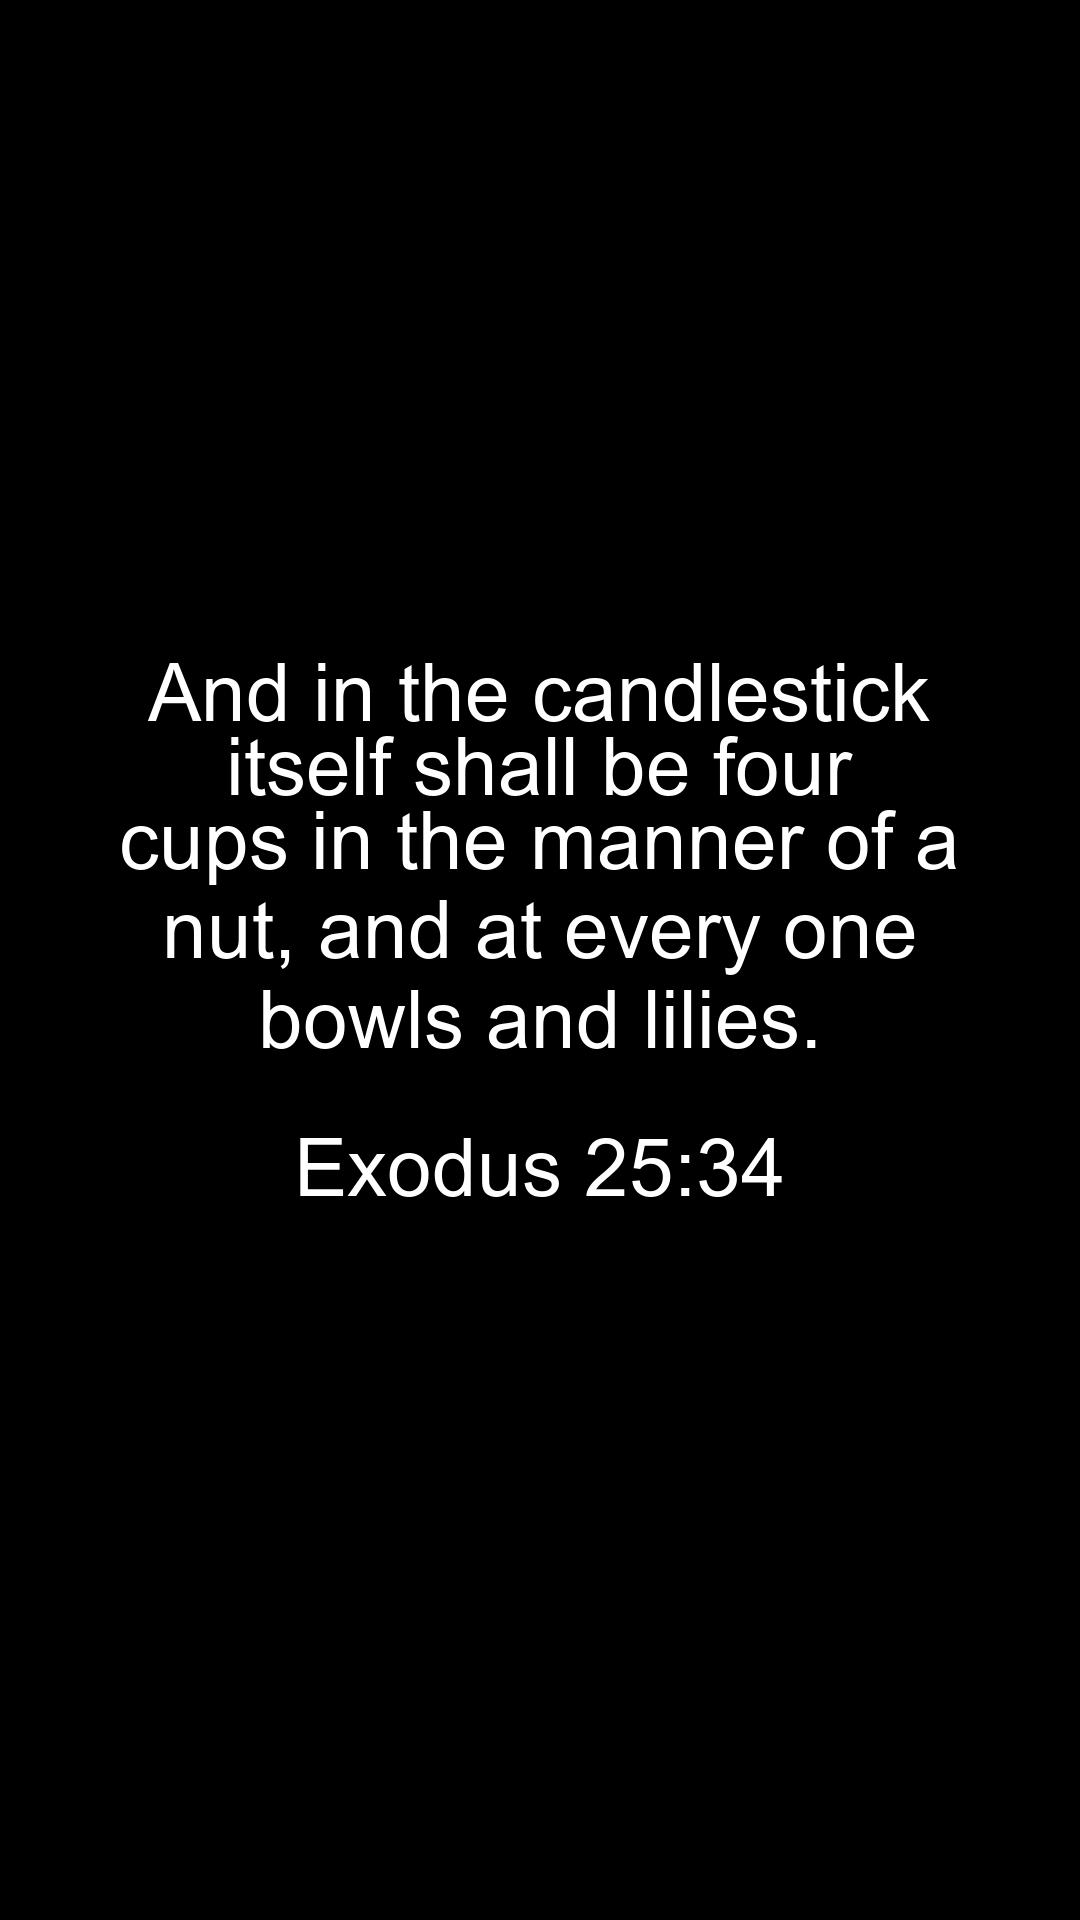 And in the candlestick
itself shall be four
cups in the manner of a
nut, and at every one
bowls and lilies.
Exodus 25:34